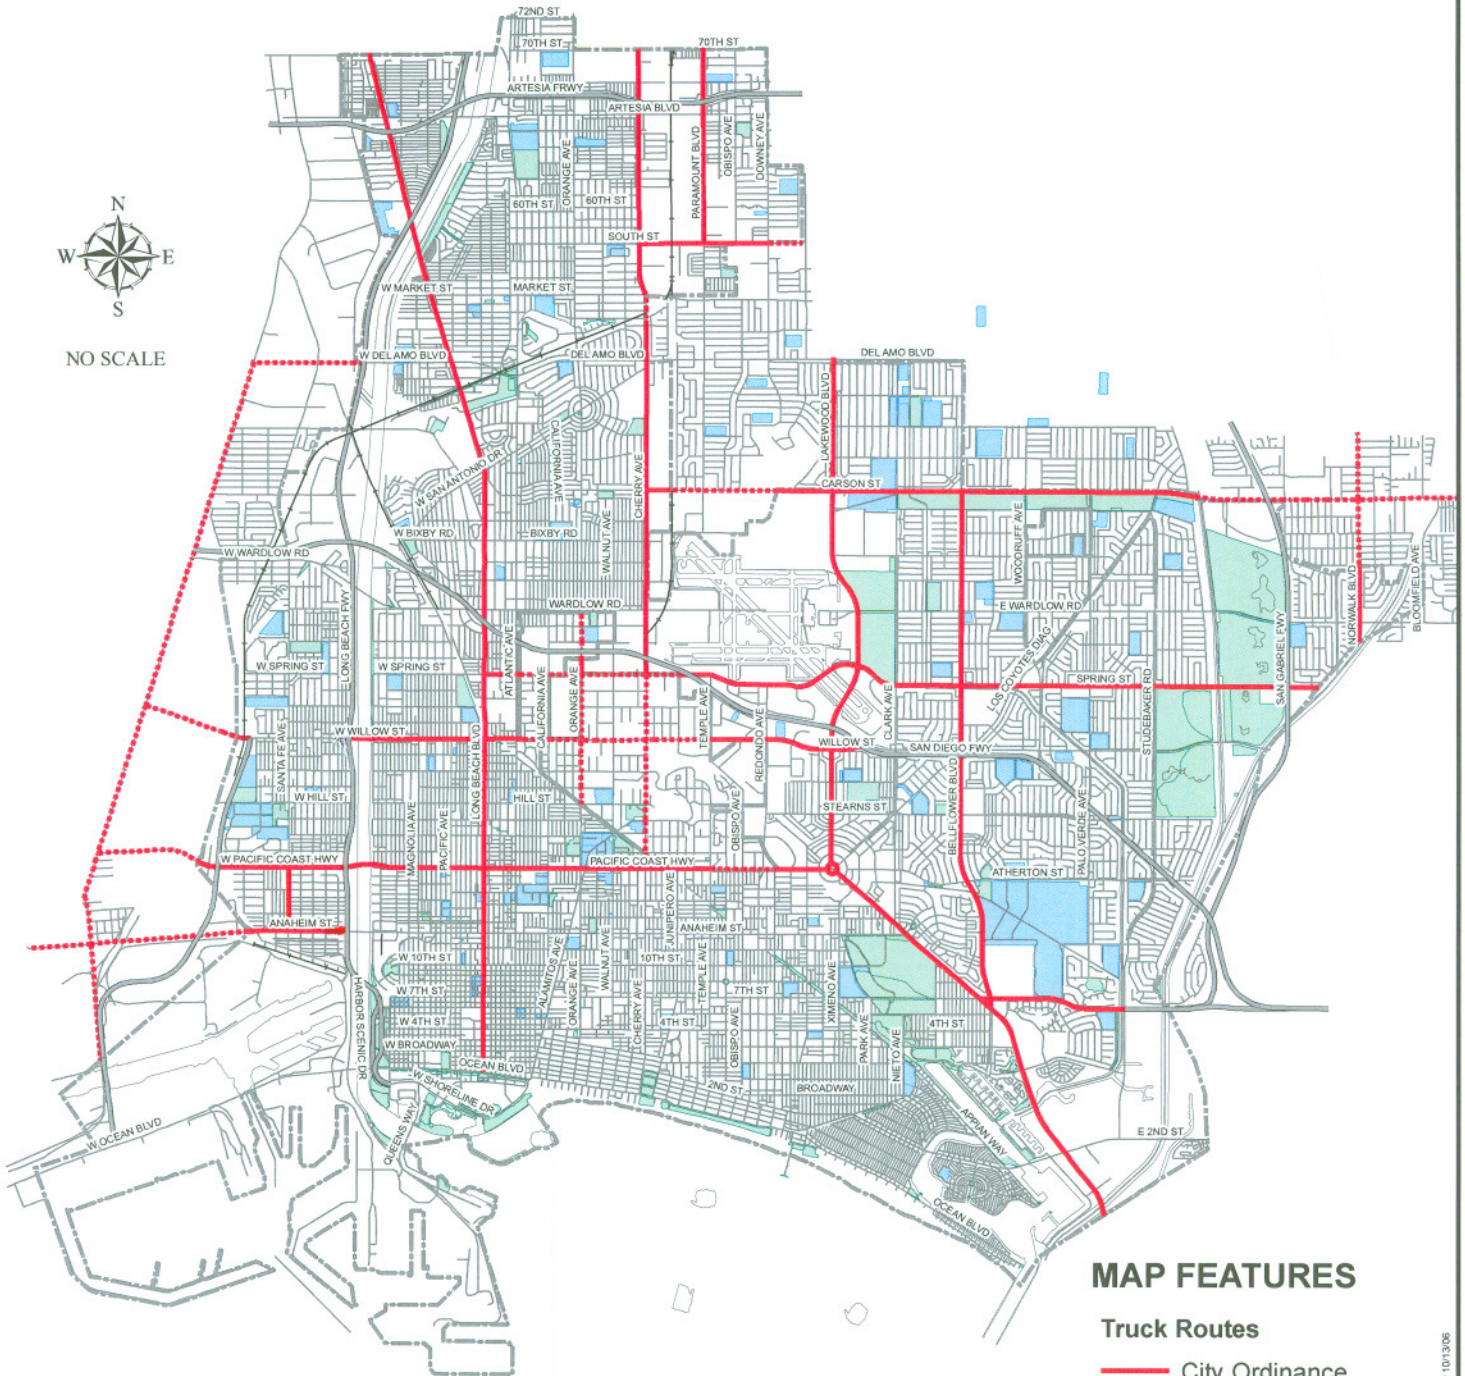 72ND ST
70TH ST
70TH ST
ARTESIA FRWY
ARTESIA BLVD
ORANGE AVE
PARAMOUNT BLVD
OBISPO AVE
DOWNEY AVE
60TH ST
60TH ST
SOUTH ST
N
W
E
S
NO SCALE
W MARKET ST
MARKET ST
W DEL AMO BLVD
DEL AMO BLVD
DEL AMO BLVD
LAKEWOOD BLVD
CALIFORNIA AVE
W SAN ANTONIO DR
CHERRY AVE
CARSON ST
W BIXBY RD
BIXBY RD
WALNUT AVE
WOODRUFF AVE
W WARDLOW RD
NORWALK BLVD
BLOOMFIELD AVE
LONG BEACH FWY
WARDLOW RD
E WARDLOW RD
SAN GABRIEL FWY
W SPRING ST
W SPRING ST
ATLANTIC AVE
CALIFORNIA AVE
ORANGE AVE
LOS COYOTES DIAG
SPRING ST
STUDEBAKER RD
SANTA FE AVE
W WILLOW ST
LONG BEACH BLVD
TEMPLE AVE
REDONDO AVE
WILLOW ST
CLARK AVE
SAN DIEGO FWY
W HILL ST
HILL ST
MAGNOLIA AVE
PACIFIC AVE
OBISPO AVE
STEARNS ST
BELLFLOWER BLVD
PALO VERDE AVE
W PACIFIC COAST HWY
PACIFIC COAST HWY
ATHERTON ST
ANAHEIM ST
JUNIPERO AVE
ANAHEIM ST
W 10TH ST
ALAMITOS AVE
ORANGE AVE
WALNUT AVE
10TH ST
TEMPLE AVE
XIMENO AVE
W 7TH ST
CHERRY AVE
7TH ST
HARBOR SCENIC DR
W 4TH ST
4TH ST
OBISPO AVE
PARK AVE
NIETO AVE
4TH ST
W BROADWAY
OCEAN BLVD
W SHORELINE DR
2ND ST
BROADWAY
W OCEAN BLVD
QUEENS WAY
APPIAN WAY
E 2ND ST
OCEAN BLVD
MAP FEATURES
Truck Routes
City Ordinance
10/13/06